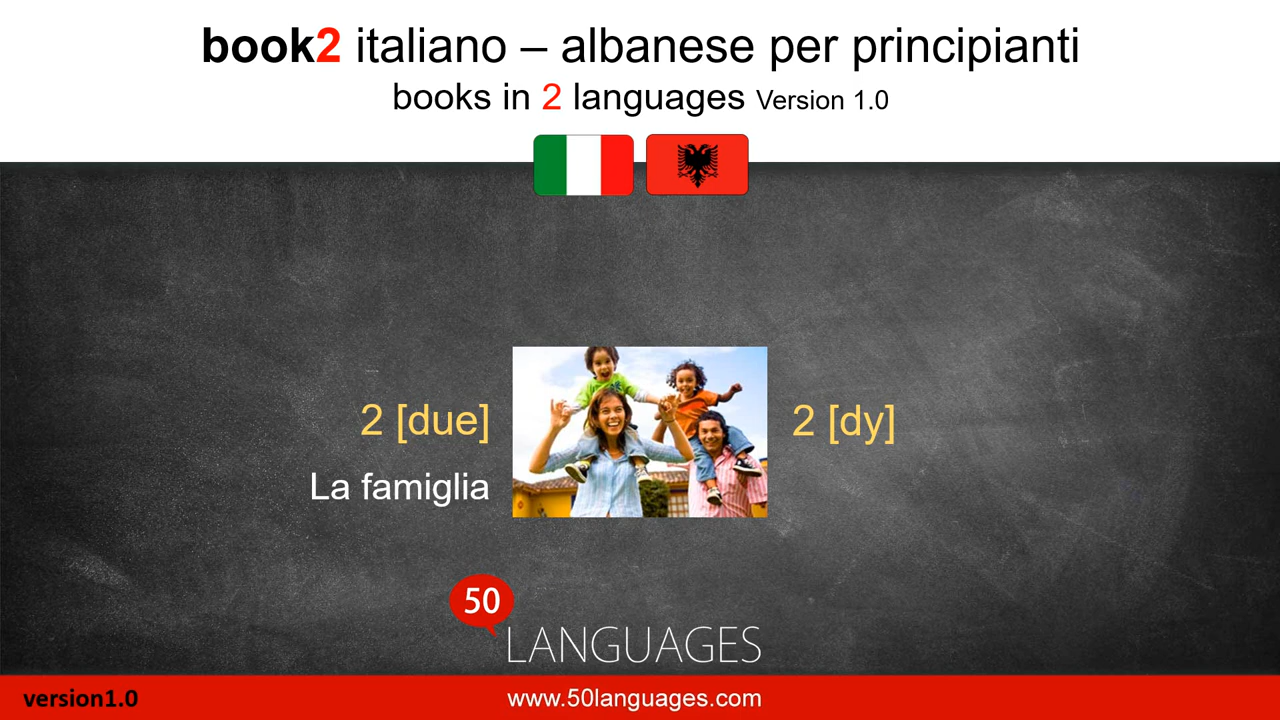 book2 italiano – albanese per principianti
books in 2 languages Version 1.0
2 [due]
La famiglia
2 [dy]
50
LANGUAGES
version1.0
www.50languages.com